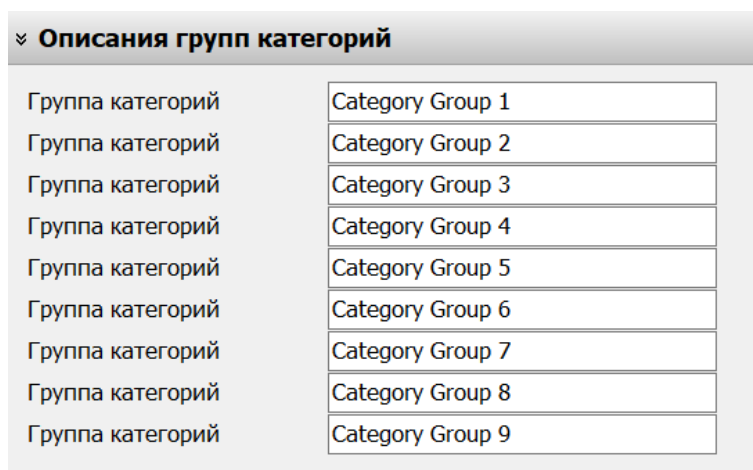 Описания групп категорий
Группа категорий Category Group 1
Группа категорий Category Group 2
Группа категорий Category Group 3
Группа категорий Category Group 4
Группа категорий Category Group 5
Группа категорий Category Group 6
Группа категорий Category Group 7
Группа категорий Category Group 8
Группа категорий Category Group 9